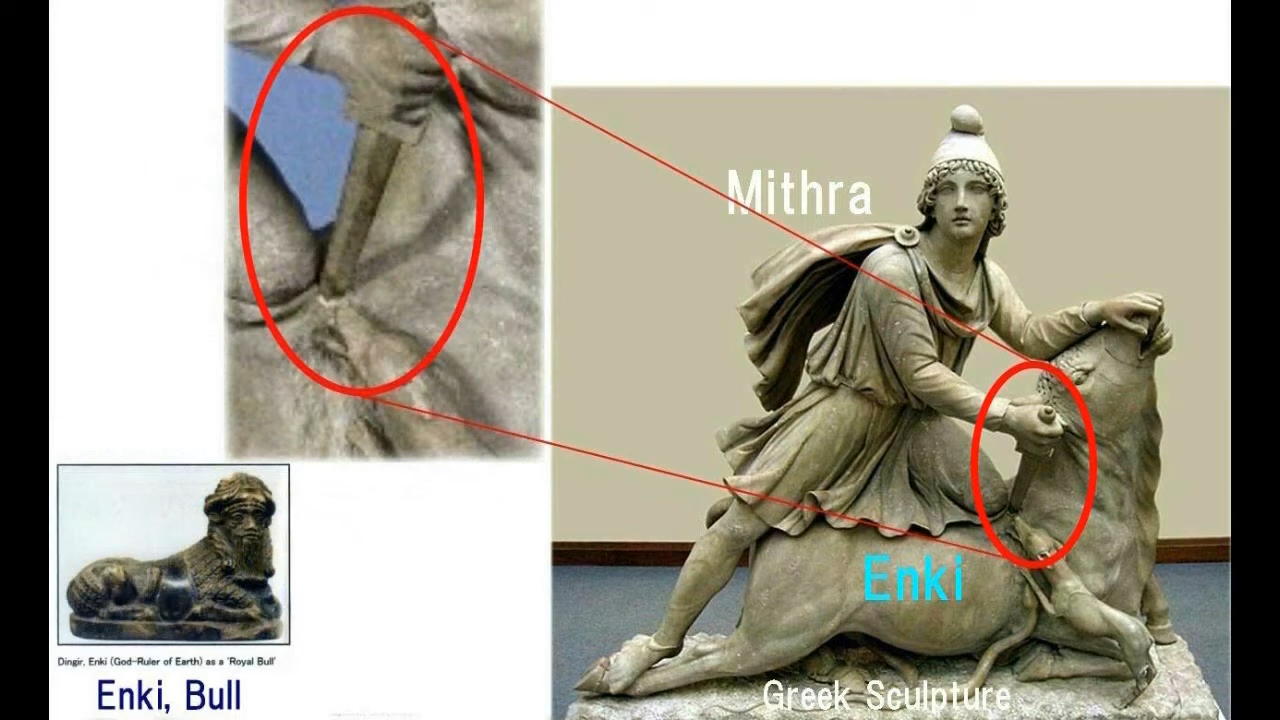 Mithra
Enki
Dingir, Enki (God-Ruler of Earth) as a 'Royal Bull'
Enki, Bull
Greek Sculpture